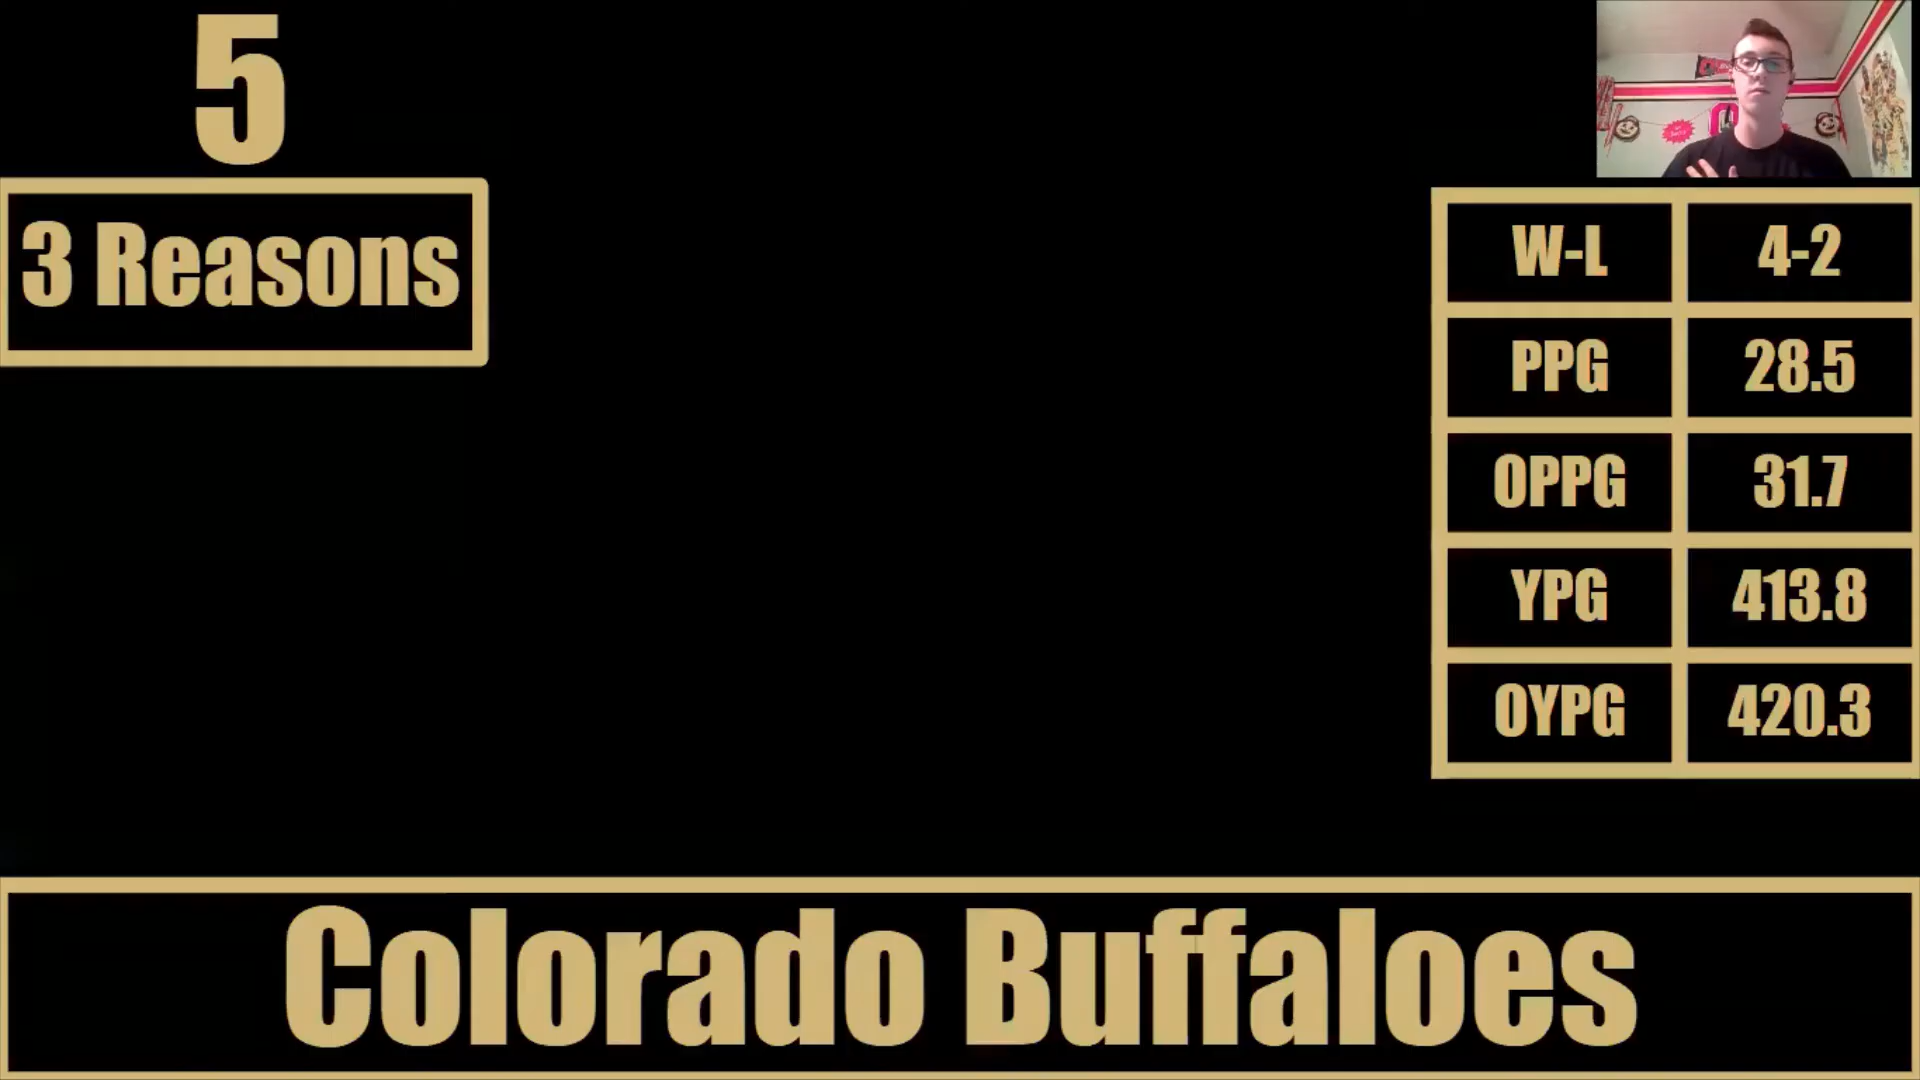 5
3 Reasons
W-L 4-2
PPG 28.5
OPPG 31.7
YPG 413.8
OYPG 420.3
Colorado Buffaloes